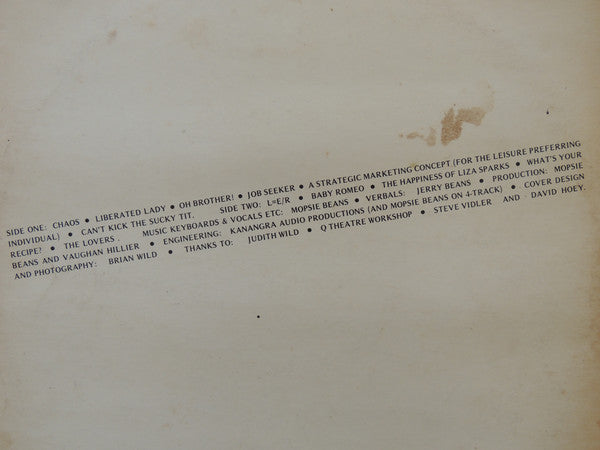 SIDE ONE: CHAOS • LIBERATED LADY • OH BROTHER! • JOB SEEKER • A STRATEGIC MARKETING CONCEPT (FOR THE LEISURE PREFERRING
INDIVIDUAL) • CAN'T KICK THE SUCKY TIT. SIDE TWO: L=E/R • BABY ROMEO • THE HAPPINESS OF LIZA SPARKS • WHAT'S YOUR
RECIPE? • THE LOVERS . MUSIC KEYBOARDS & VOCALS ETC: MOPSIE BEANS • VERBALS: JERRY BEANS • PRODUCTION: MOPSIE
BEANS AND VAUGHAN HILLIER • ENGINEERING: KANANGRA AUDIO PRODUCTIONS (AND MOPSIE BEANS ON 4-TRACK) • COVER DESIGN
AND PHOTOGRAPHY: BRIAN WILD • THANKS TO: JUDITH WILD • Q THEATRE WORKSHOP • STEVE VIDLER AND · DAVID HOEY.